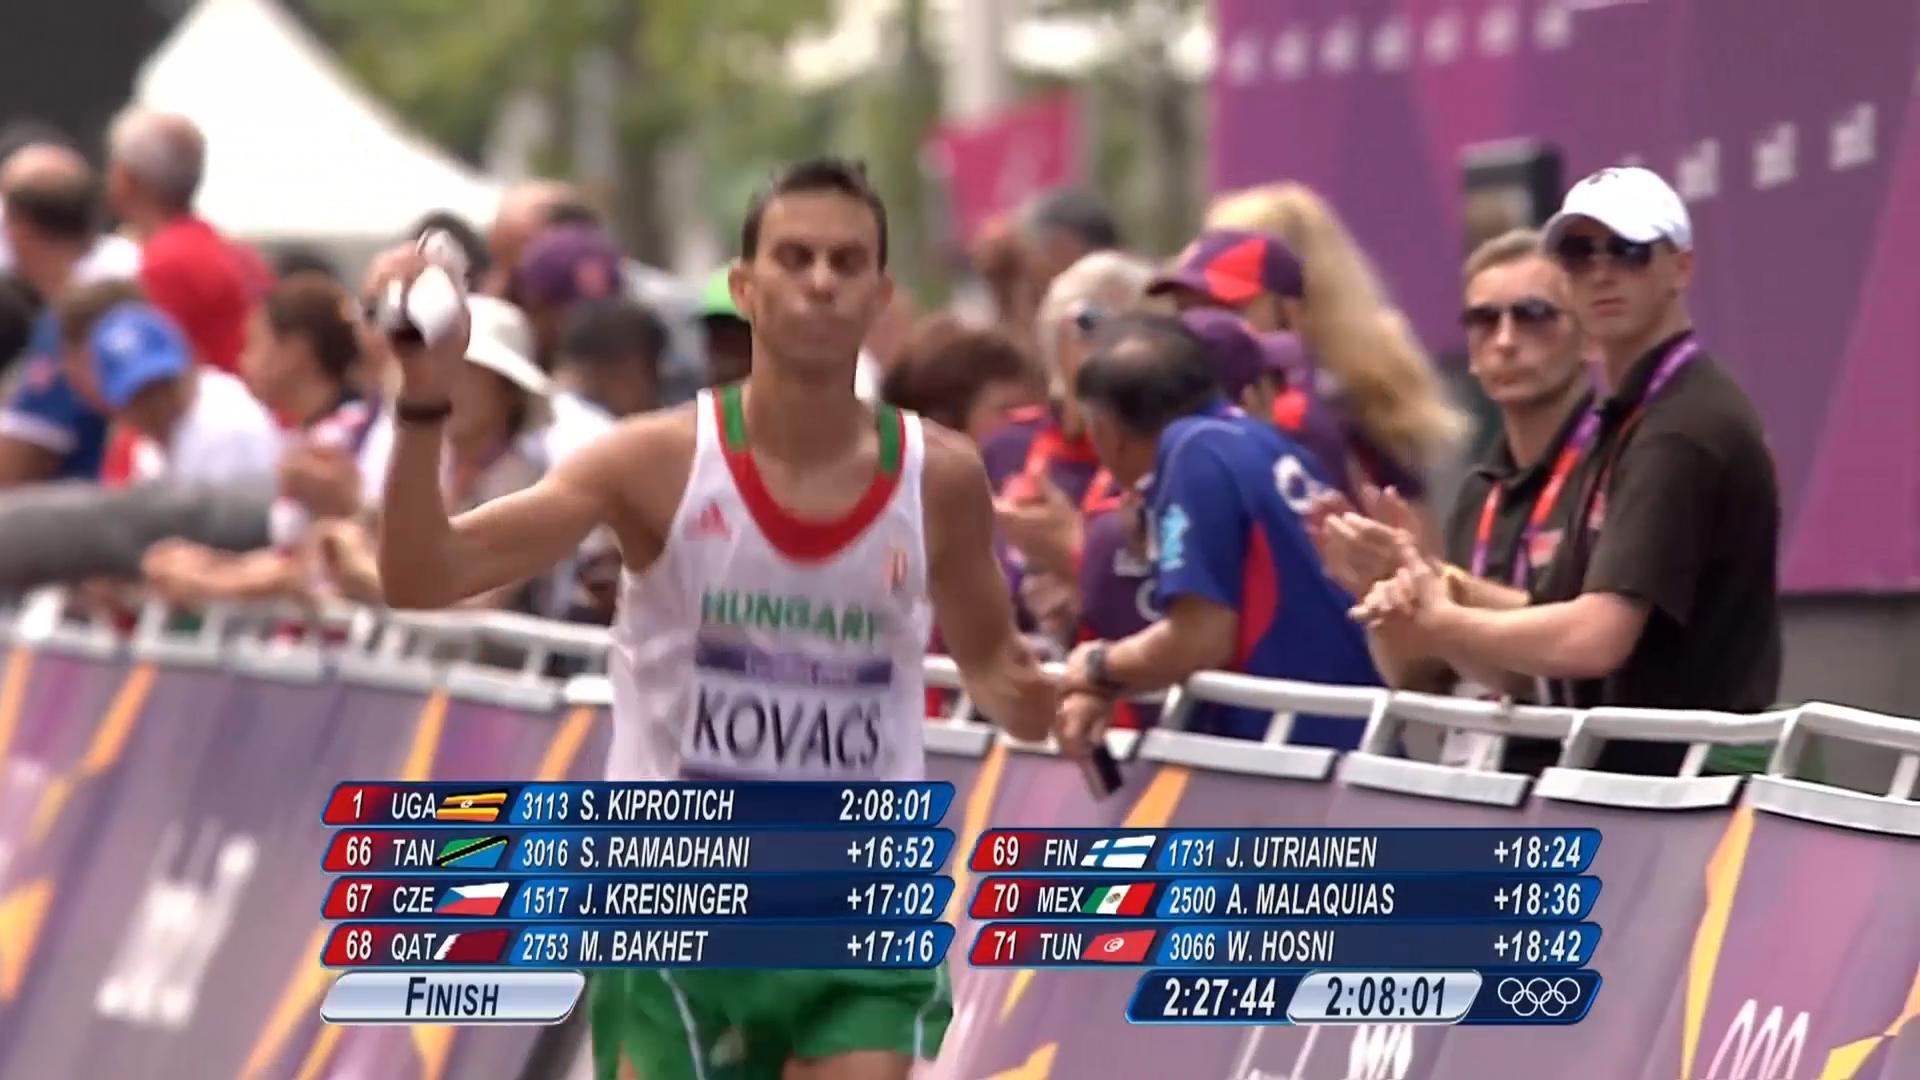 HUNGARY
KOVACS
1 UGA 3113 S. KIPROTICH 2:08:01
66 TAN 3016 S. RAMADHANI +16:52
67 CZE 1517 J. KREISINGER +17:02
68 QAT 2753 M. BAKHET +17:16
69 FIN 1731 J. UTRIAINEN +18:24
70 MEX 2500 A. MALAQUIAS +18:36
71 TUN 3066 W. HOSNI +18:42
FINISH
2:27:44 2:08:01